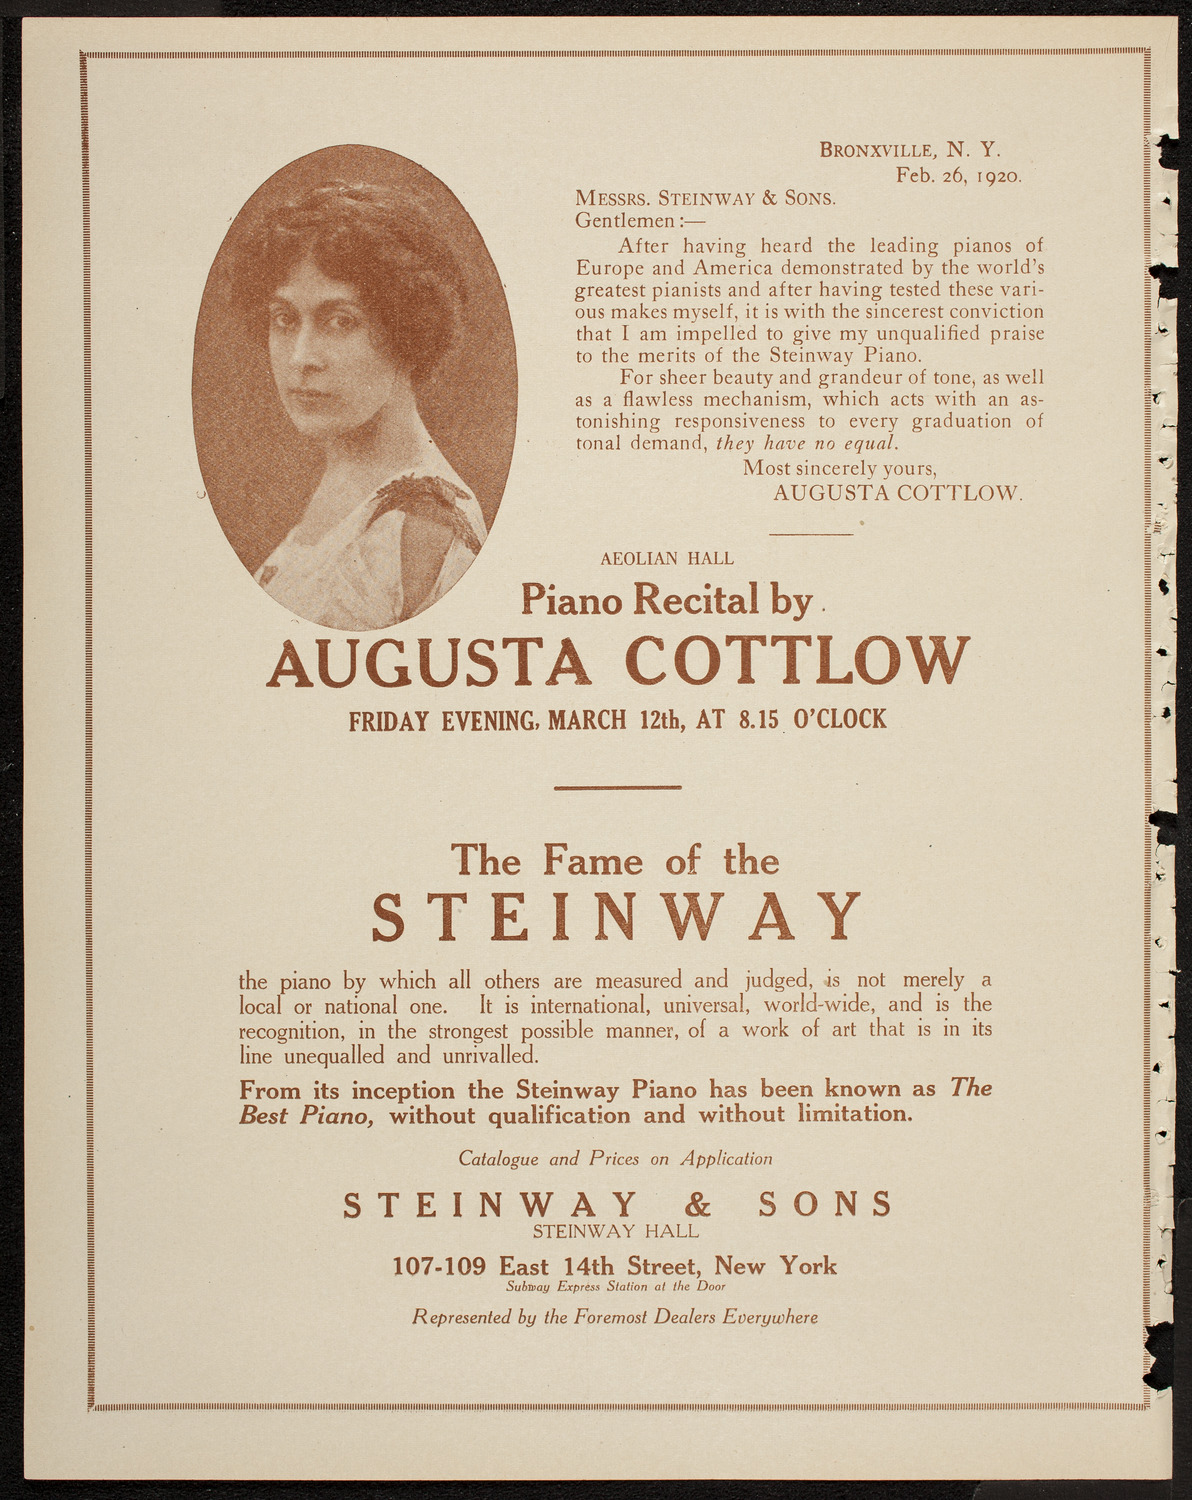 BRONXVILLE, N. Y.
Feb. 26, 1920.
MESSRS. STEINWAY & SONS.
Gentlemen:—
After having heard the leading pianos of
Europe and America demonstrated by the world's
greatest pianists and after having tested these vari-
ous makes myself, it is with the sincerest conviction
that I am impelled to give my unqualified praise
to the merits of the Steinway Piano.
For sheer beauty and grandeur of tone, as well
as a flawless mechanism, which acts with an as-
tonishing responsiveness to every graduation of
tonal demand, they have no equal.
Most sincerely yours,
AUGUSTA COTTLOW.
AEOLIAN HALL
Piano Recital by
AUGUSTA COTTLOW
FRIDAY EVENING, MARCH 12th, AT 8.15 O'CLOCK
The Fame of the
STEINWAY
the piano by which all others are measured and judged, is not merely a
local or national one. It is international, universal, world-wide, and is the
recognition, in the strongest possible manner, of a work of art that is in its
line unequalled and unrivalled.
From its inception the Steinway Piano has been known as The
Best Piano, without qualification and without limitation.
Catalogue and Prices on Application
STEINWAY & SONS
STEINWAY HALL
107-109 East 14th Street, New York
Subway Express Station at the Door
Represented by the Foremost Dealers Everywhere